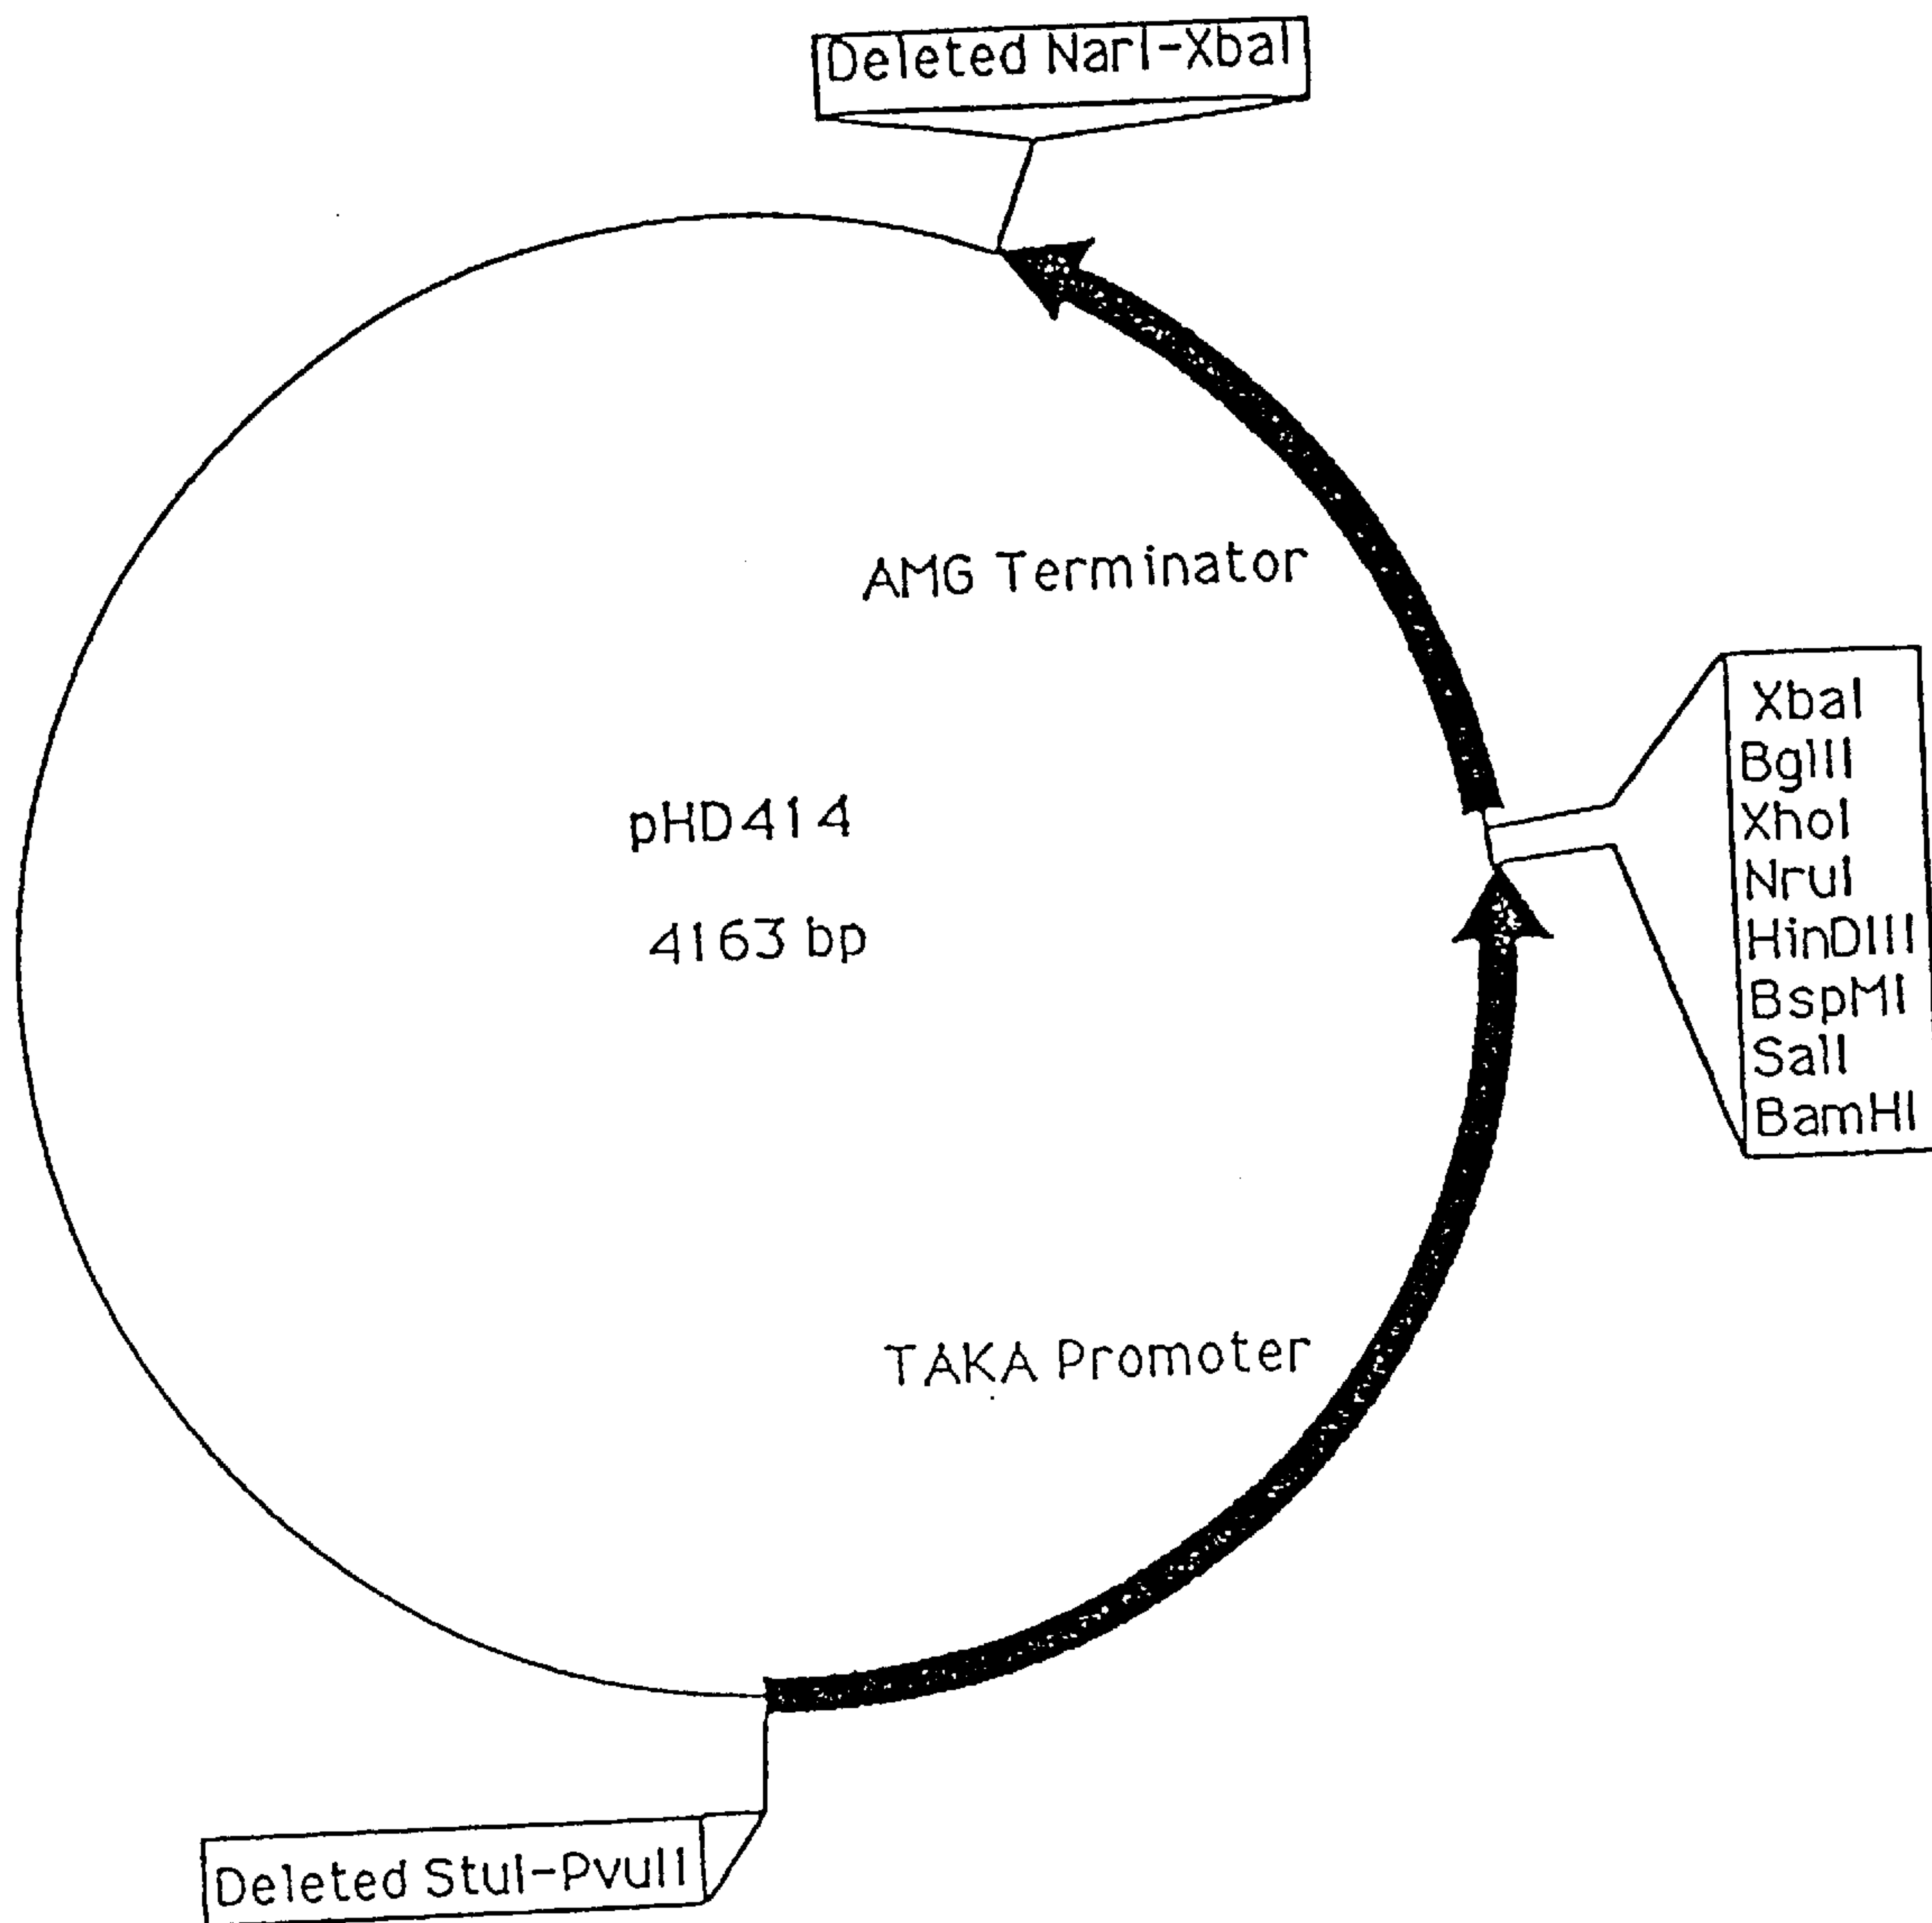 Deleted NarI-XbaI
AMG Terminator
XbaI
BglII
XhoI
NruI
HinDIII
BspMI
SalI
BamHI
pHD414
4163 bp
TAKA Promoter
Deleted StuI-PvuII